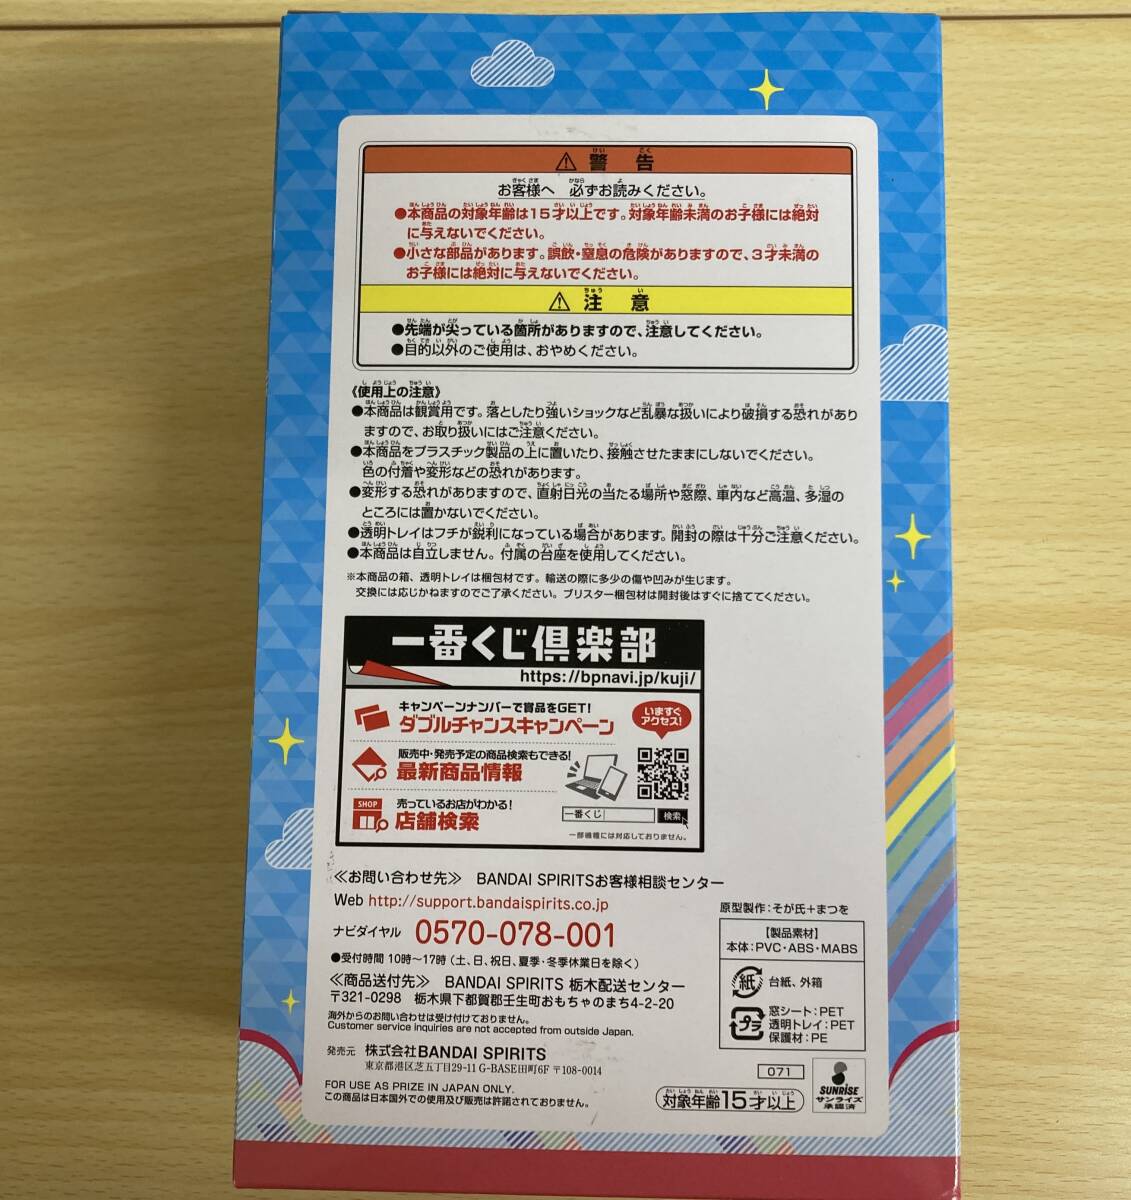 ⚠ 警告
お客様へ 必ずお読みください。
●本商品の対象年齢は15才以上です。対象年齢未満のお子様には絶対
に与えないでください。
●小さな部品があります。誤飲・窒息の危険がありますので、3才未満の
お子様には絶対に与えないでください。
⚠ 注意
●先端が尖っている箇所がありますので、注意してください。
●目的以外のご使用は、おやめください。
《使用上の注意》
●本商品は観賞用です。落としたり強いショックなど乱暴な扱いにより破損する恐れがあり
ますので、お取り扱いにはご注意ください。
●本商品をプラスチック製品の上に置いたり、接触させたままにしないでください。
色の付着や変形などの恐れがあります。
●変形する恐れがありますので、直射日光の当たる場所や窓際、車内など高温、多湿の
ところには置かないでください。
●透明トレイはフチが鋭利になっている場合があります。開封の際は十分ご注意ください。
●本商品は自立しません。付属の台座を使用してください。
※本商品の箱、透明トレイは梱包材です。輸送の際に多少の傷や凹みが生じます。
交換には応じかねますのでご了承ください。ブリスター梱包材は開封後はすぐに捨ててください。
一番くじ倶楽部
https://bpnavi.jp/kuji/
キャンペーンナンバーで賞品をGET!
ダブルチャンスキャンペーン
いますぐ
アクセス!
販売中・発売予定の商品検索もできる!
最新商品情報
SHOP
売っているお店がわかる!
店舗検索
一番くじ 検索
一部機種には対応しておりません。
≪お問い合わせ先≫ BANDAI SPIRITSお客様相談センター
Web http://support.bandaispirits.co.jp
ナビダイヤル 0570-078-001
●受付時間 10時~17時(土、日、祝日、夏季・冬季休業日を除く)
≪商品送付先≫ BANDAI SPIRITS 栃木配送センター
〒321-0298 栃木県下都賀郡壬生町おもちゃのまち4-2-20
海外からのお問い合わせは受け付けておりません。
Customer service inquiries are not accepted from outside Japan.
発売元 株式会社BANDAI SPIRITS
東京都港区芝五丁目29-11 G-BASE田町6F 〒108-0014
FOR USE AS PRIZE IN JAPAN ONLY.
この商品は日本国外での使用及び販売は許諾されておりません。
原型製作:そが氏+まつを
【製品素材】
本体:PVC・ABS・MABS
紙 台紙、外箱
プラ
窓シート:PET
透明トレイ:PET
保護材:PE
071
対象年齢15才以上
SUNRISE
サンライズ
承認済